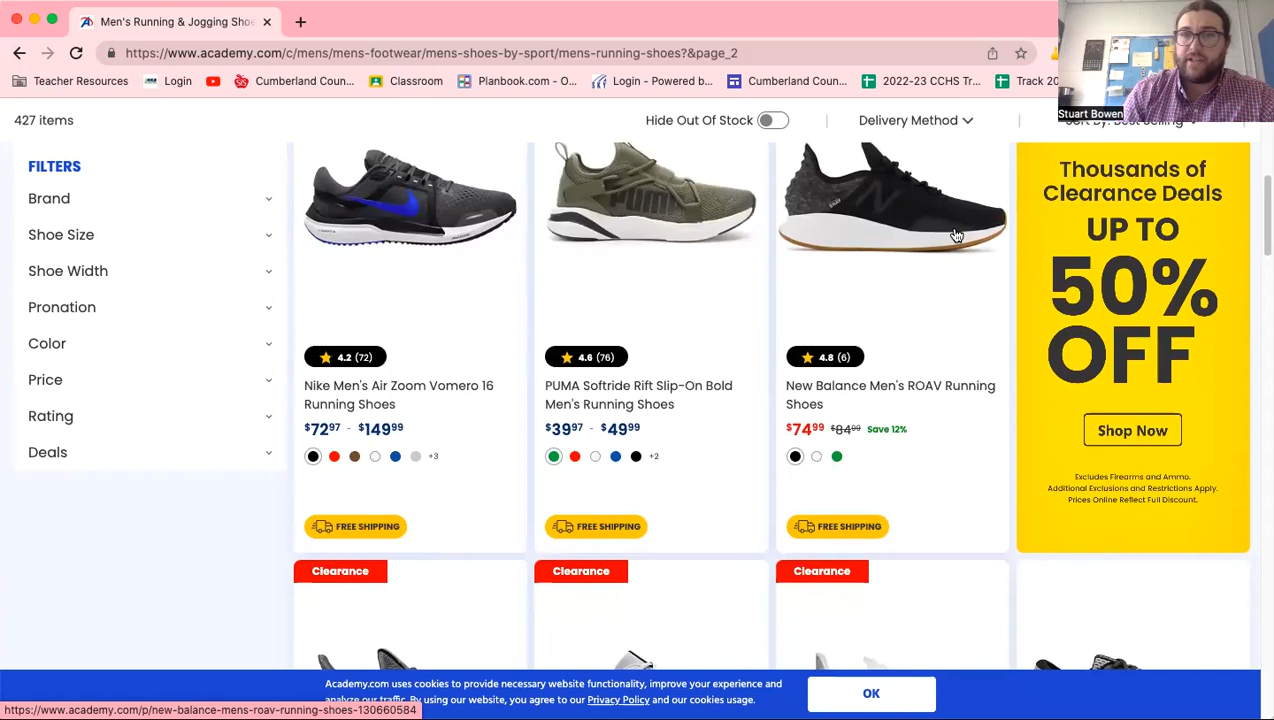 Men's Running & Jogging Shoe
https://www.academy.com/c/mens/mens-footwear/mens-shoes-by-sport/mens-running-shoes?&page_2
Teacher Resources
Login
Cumberland Coun...
Playbook.com - O...
Login - Powered b...
Cumberland Coun...
2022-23 CCHS Tr...
Track 20
Stuart Bowen
427 items
Hide Out Of Stock
Delivery Method
FILTERS
Brand
Shoe Size
Shoe Width
Pronation
Color
Price
Rating
Deals
4.2 (72)
Nike Men's Air Zoom Vomero 16
Running Shoes
$72.97 - $149.99
+3
FREE SHIPPING
PUMA
4.6 (76)
PUMA Softride Rift Slip-On Bold
Men's Running Shoes
$39.97 - $49.99
+2
FREE SHIPPING
4.8 (6)
New Balance Men's ROAV Running
Shoes
$74.99 $84.99 Save 12%
FREE SHIPPING
Thousands of
Clearance Deals
UP TO
50%
OFF
Shop Now
Excludes Firearms and Ammo.
Additional Exclusions and Restrictions Apply.
Prices Online Reflect Full Discount.
Clearance
Clearance
Clearance
Academy.com uses cookies to provide necessary website functionality, improve your experience and
analyze our traffic. By using our website, you agree to our Privacy Policy and our cookies usage.
OK
https://www.academy.com/p/new-balance-mens-roav-running-shoes-130660584